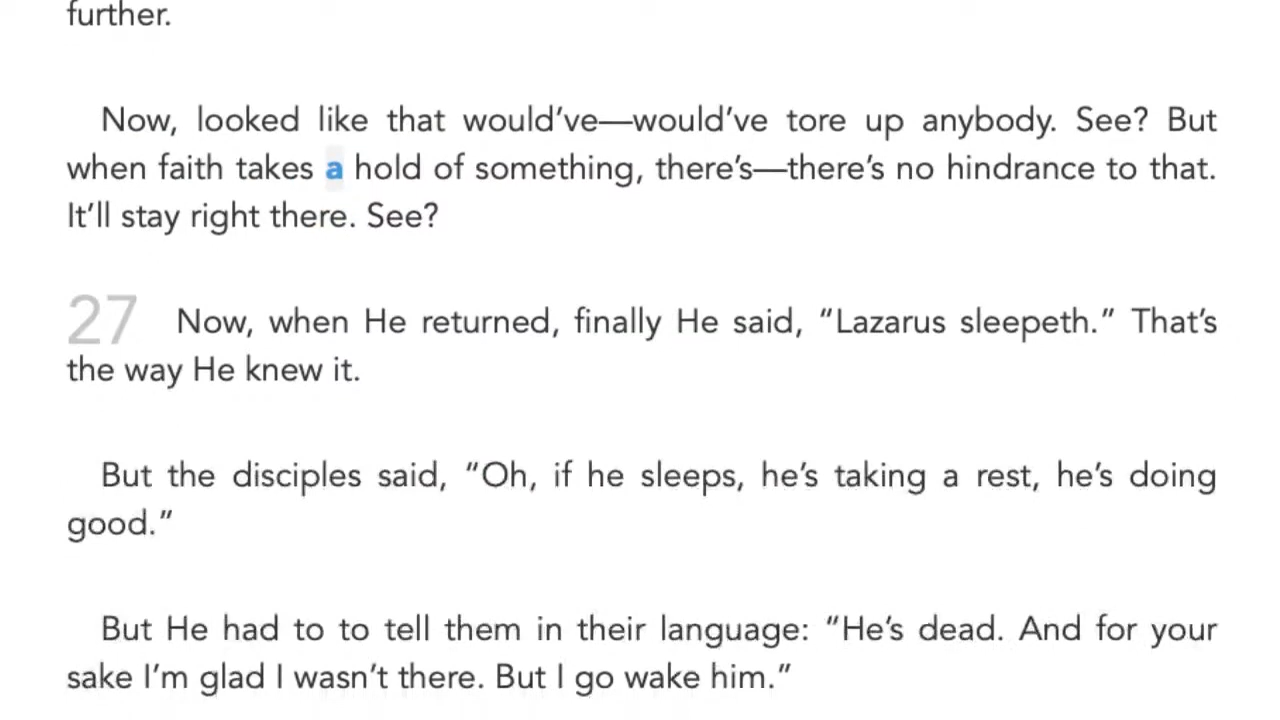 further.
Now, looked like that would've—would've tore up anybody. See? But
when faith takes a hold of something, there's—there's no hindrance to that.
It'll stay right there. See?
27 Now, when He returned, finally He said, “Lazarus sleepeth.” That's
the way He knew it.
But the disciples said, “Oh, if he sleeps, he's taking a rest, he's doing
good.”
But He had to to tell them in their language: “He's dead. And for your
sake I'm glad I wasn't there. But I go wake him.”